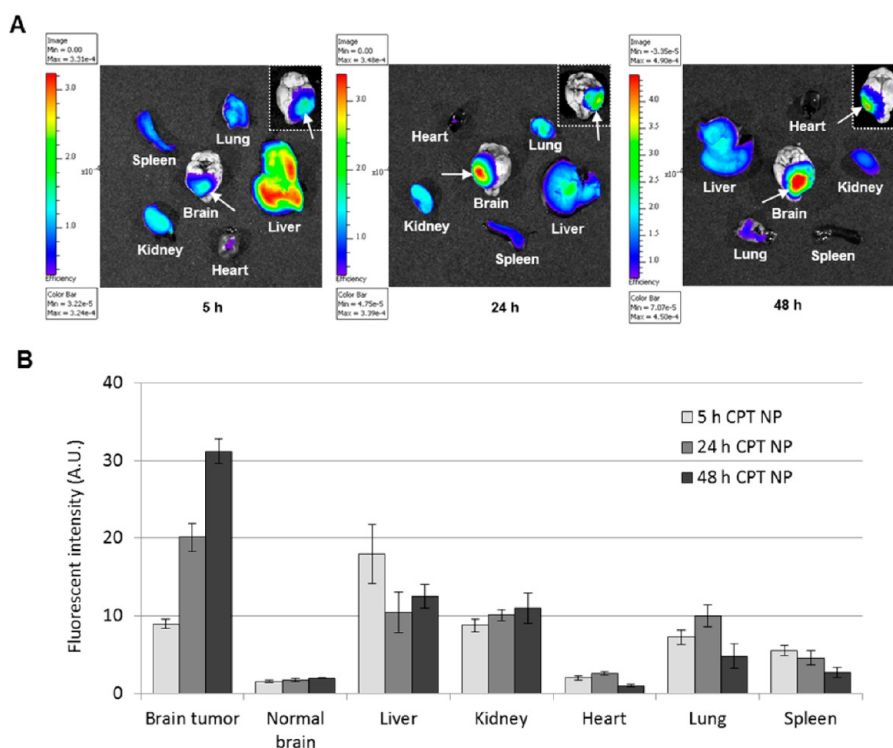 A
Image
Min = 0.00
Max = 3.31e-4
3.0
2.0
1.0
Efficiency
Color Bar
Min = 3.22e-5
Max = 3.24e-4
Spleen
Lung
Brain
Liver
Kidney
Heart
5 h
Image
Min = 0.00
Max = 3.48e-4
x10⁻⁴
3.0
2.0
1.0
Efficiency
Color Bar
Min = 4.75e-5
Max = 3.39e-4
Heart
Lung
Brain
Kidney
Liver
Spleen
24 h
Image
Min = -3.35e-5
Max = 4.90e-4
4.0
3.5
3.0
2.5
2.0
1.5
1.0
Efficiency
Color Bar
Min = 7.07e-5
Max = 4.50e-4
Heart
Liver
Kidney
Brain
Lung
Spleen
48 h
B
Fluorescent intensity (A.U.)
40
30
20
10
0
5 h CPT NP
24 h CPT NP
48 h CPT NP
Brain tumor
Normal brain
Liver
Kidney
Heart
Lung
Spleen